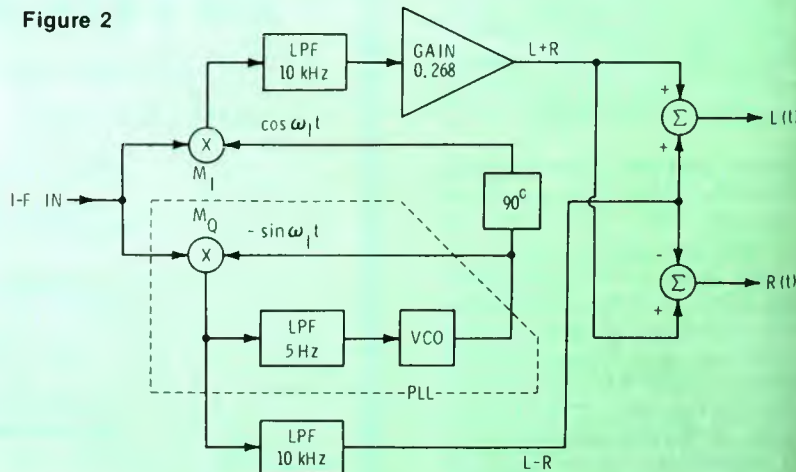 Figure 2
LPF
10 kHz
GAIN
0.268
L+R
+
Σ
L(t)
+
cos ω₁t
X
M₁
90°
I-F IN
M_Q
X
- sin ω₁t
-
Σ
R(t)
+
LPF
5 Hz
VCO
PLL
LPF
10 kHz
L-R